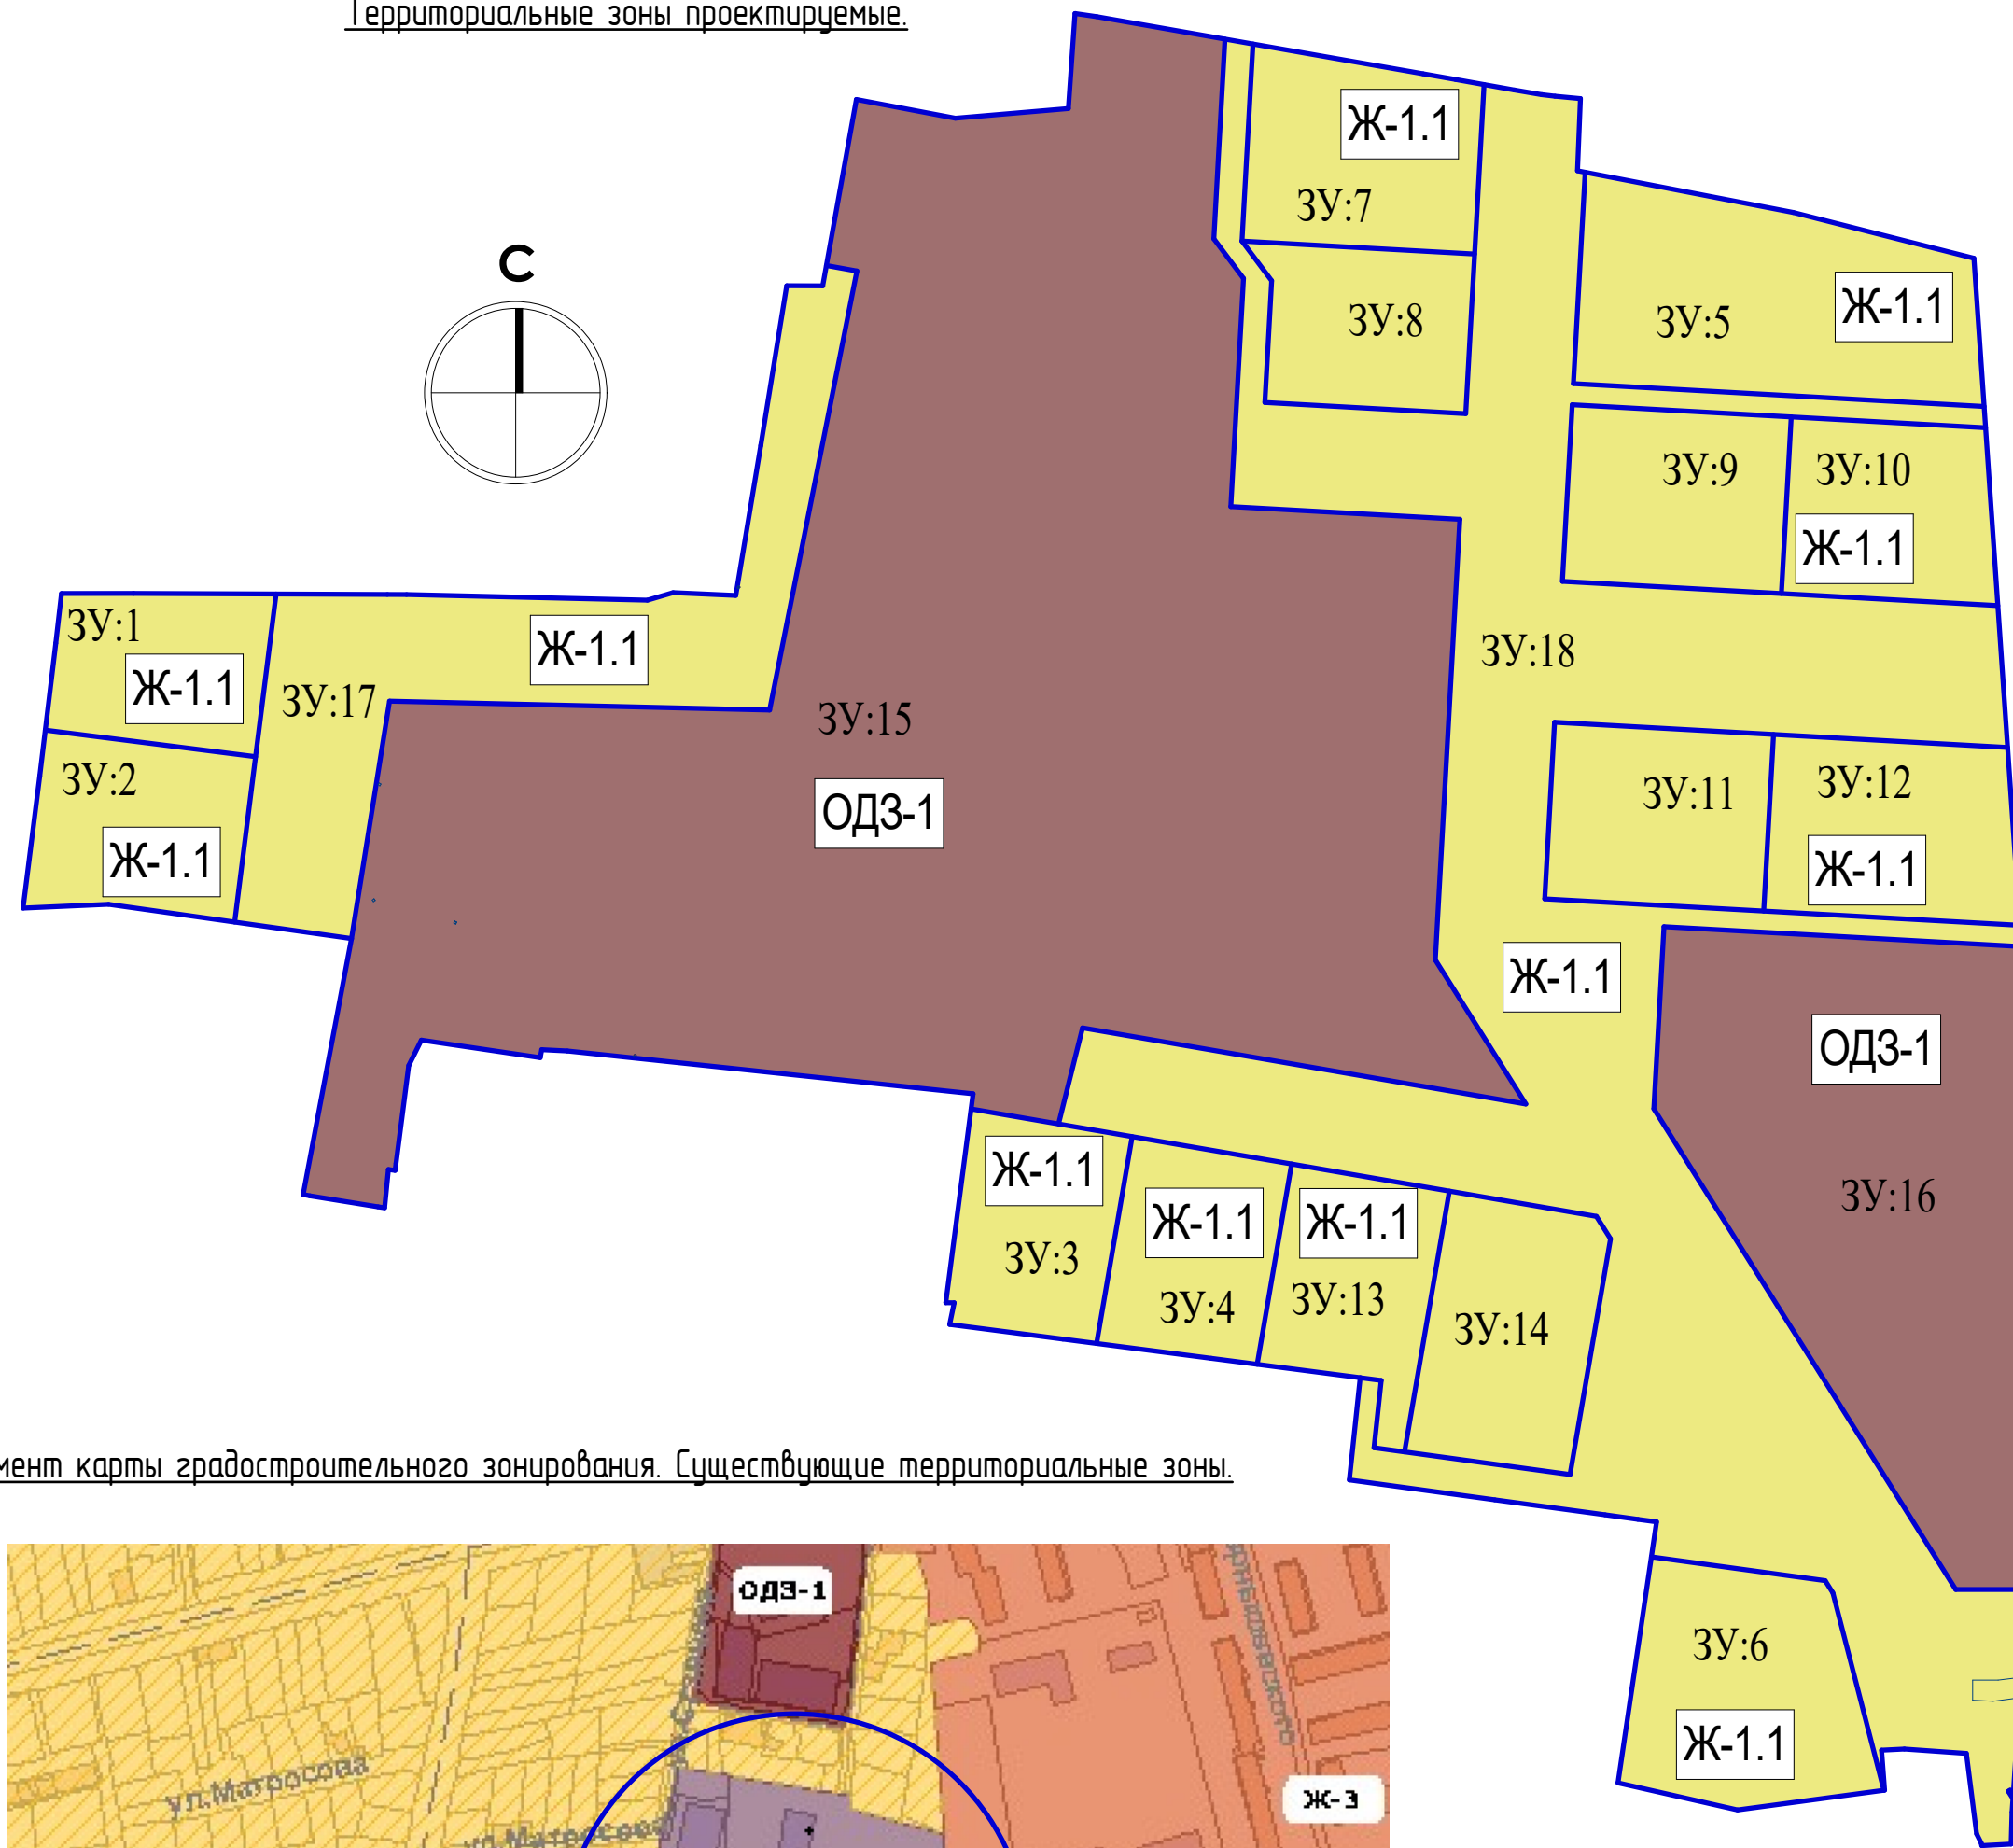 Территориальные зоны проектируемые.
Ж-1.1
ЗУ:7
С
Ж-1.1
ЗУ:5
ЗУ:8
ЗУ:9
ЗУ:10
Ж-1.1
ЗУ:1
Ж-1.1
ЗУ:17
Ж-1.1
ЗУ:18
ЗУ:15
ОДЗ-1
ЗУ:2
Ж-1.1
ЗУ:11
ЗУ:12
Ж-1.1
Ж-1.1
ОДЗ-1
ЗУ:16
Ж-1.1
ЗУ:3
Ж-1.1
ЗУ:4
Ж-1.1
ЗУ:13
ЗУ:14
карты градостроительного зонирования. Существующие территориальные зоны.
ОДЗ-1
ЗУ:6
Ж-1.1
ул.Матросова
Ж-3
ул.Матросова